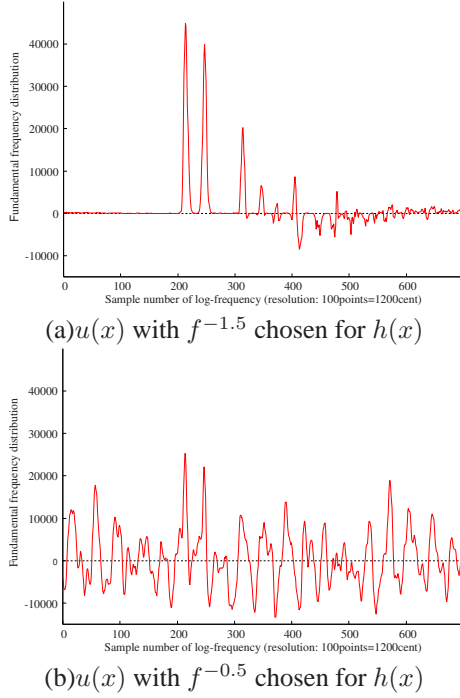 Fundamental frequency distribution
40000
30000
20000
10000
0
-10000
0 100 200 300 400 500 600
Sample number of log-frequency (resolution: 100points=1200cent)
(a)u(x) with f^{-1.5} chosen for h(x)
Fundamental frequency distribution
40000
30000
20000
10000
0
-10000
0 100 200 300 400 500 600
Sample number of log-frequency (resolution: 100points=1200cent)
(b)u(x) with f^{-0.5} chosen for h(x)